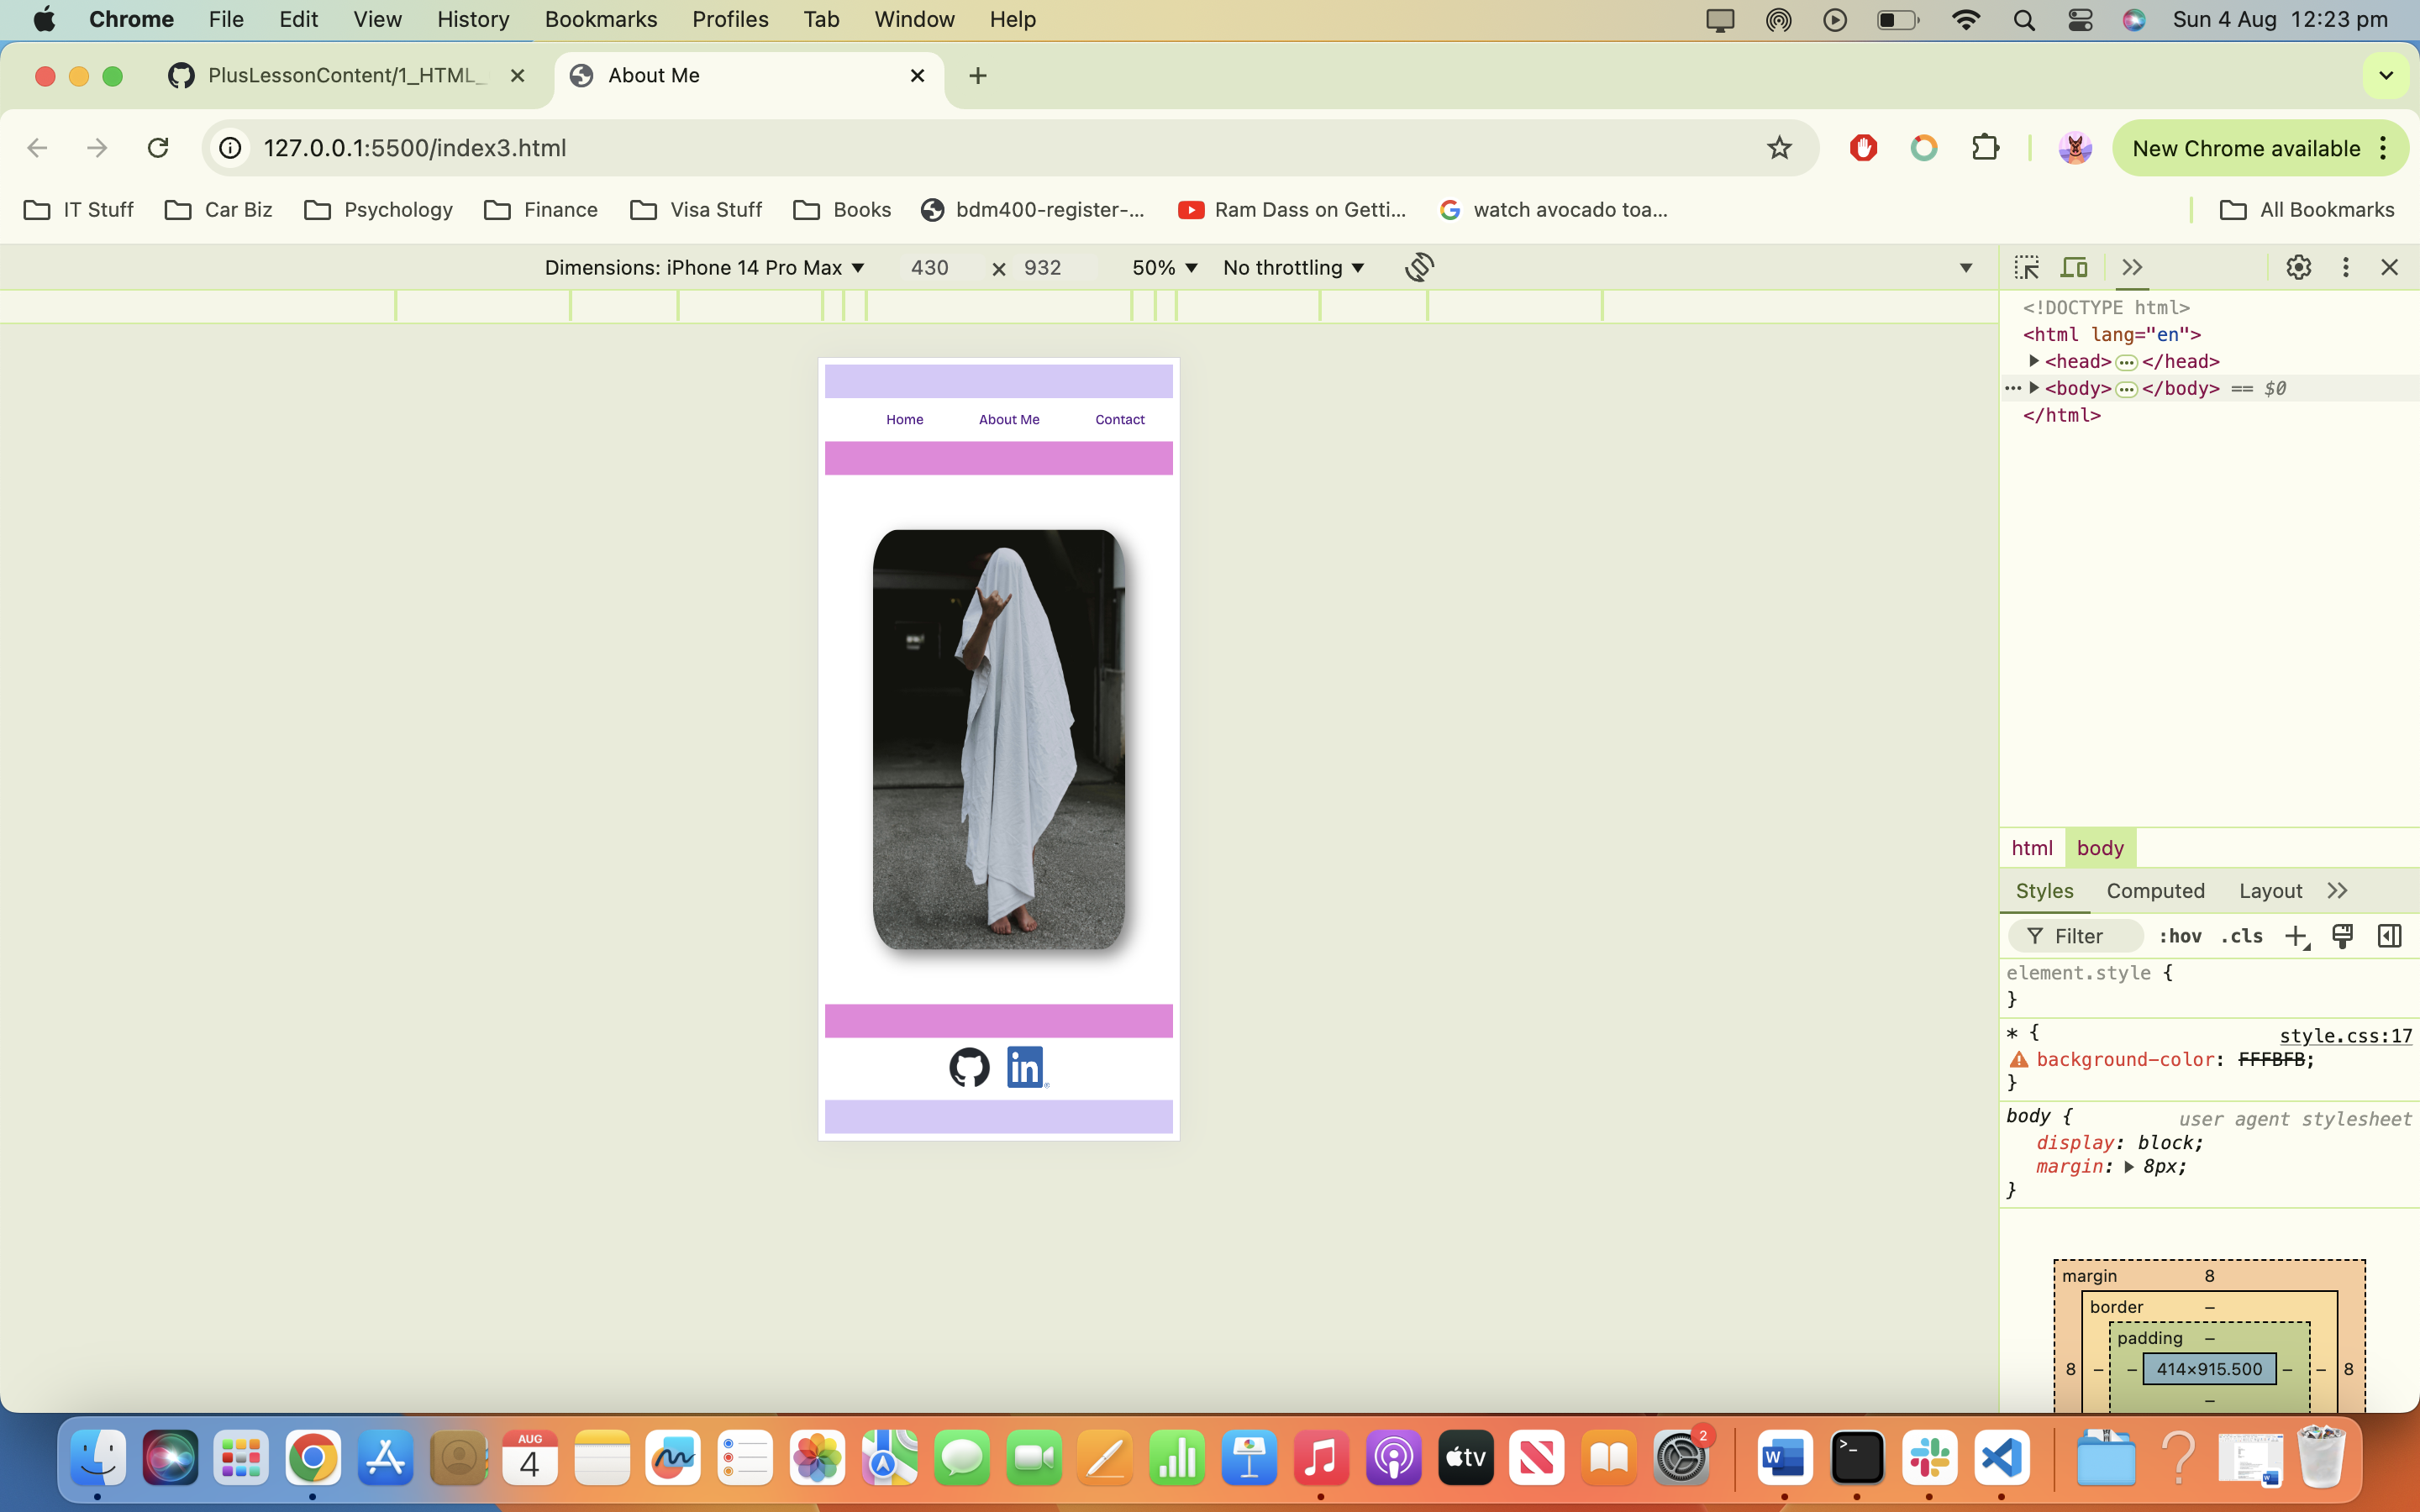 Chrome File Edit View History Bookmarks Profiles Tab Window Help Sun 4 Aug 12:23 pm
PlusLessonContent/1_HTML_ About Me
127.0.0.1:5500/index3.html New Chrome available
IT Stuff Car Biz Psychology Finance Visa Stuff Books bdm400-register-... Ram Dass on Getti... watch avocado toa... All Bookmarks
Dimensions: iPhone 14 Pro Max 430 × 932 50% No throttling
<!DOCTYPE html>
<html lang="en">
<head> ... </head>
... <body> ... </body> == $0
</html>
Home About Me Contact
in
html body
Styles Computed Layout
Filter :hov .cls
element.style {
}
* { style.css:17
background-color: FFFBFB;
}
body { user agent stylesheet
display: block;
margin: 8px;
}
margin 8
border –
padding –
8 – – 414×915.500 – – 8
–
AUG
4
tv
2
W
>_